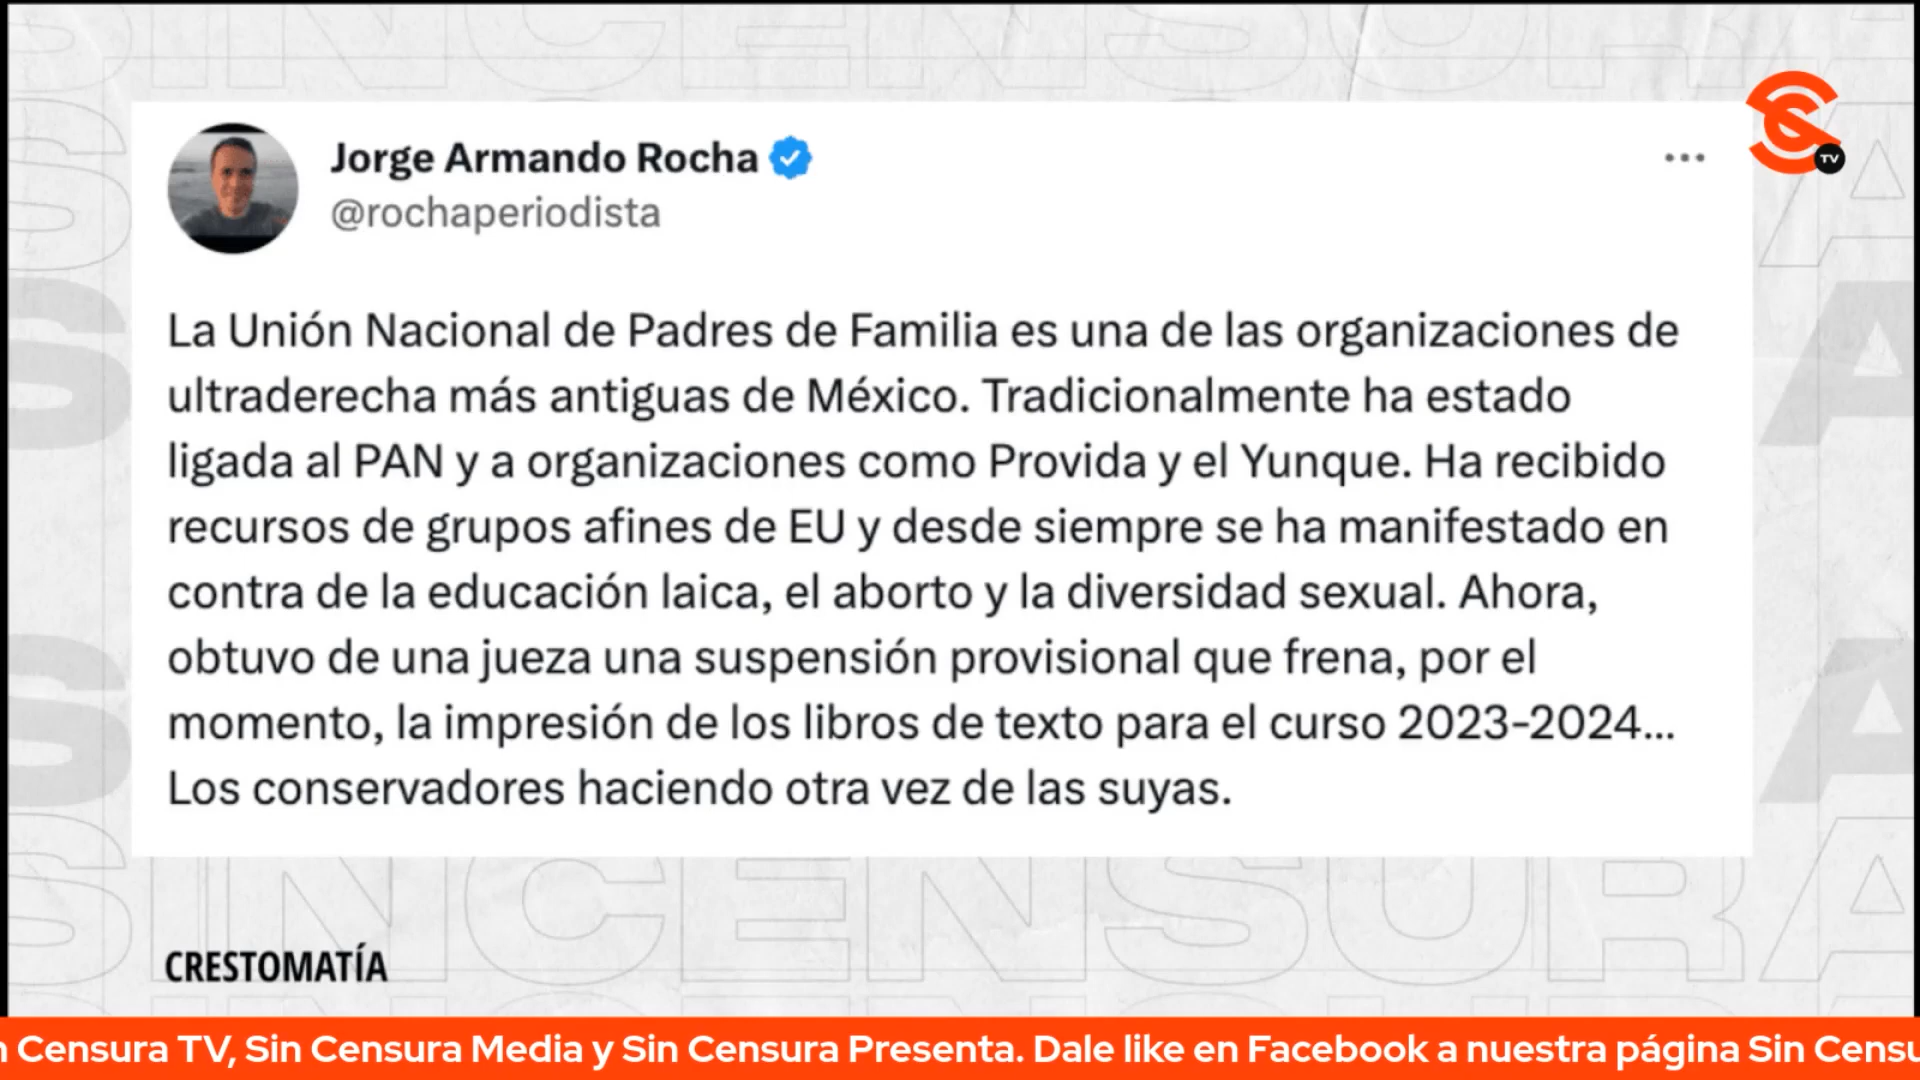 TV
Jorge Armando Rocha
@rochaperiodista
La Unión Nacional de Padres de Familia es una de las organizaciones de
ultraderecha más antiguas de México. Tradicionalmente ha estado
ligada al PAN y a organizaciones como Provida y el Yunque. Ha recibido
recursos de grupos afines de EU y desde siempre se ha manifestado en
contra de la educación laica, el aborto y la diversidad sexual. Ahora,
obtuvo de una jueza una suspensión provisional que frena, por el
momento, la impresión de los libros de texto para el curso 2023-2024...
Los conservadores haciendo otra vez de las suyas.
SINCENSURA
CRESTOMATÍA
n Censura TV, Sin Censura Media y Sin Censura Presenta. Dale like en Facebook a nuestra página Sin Censu